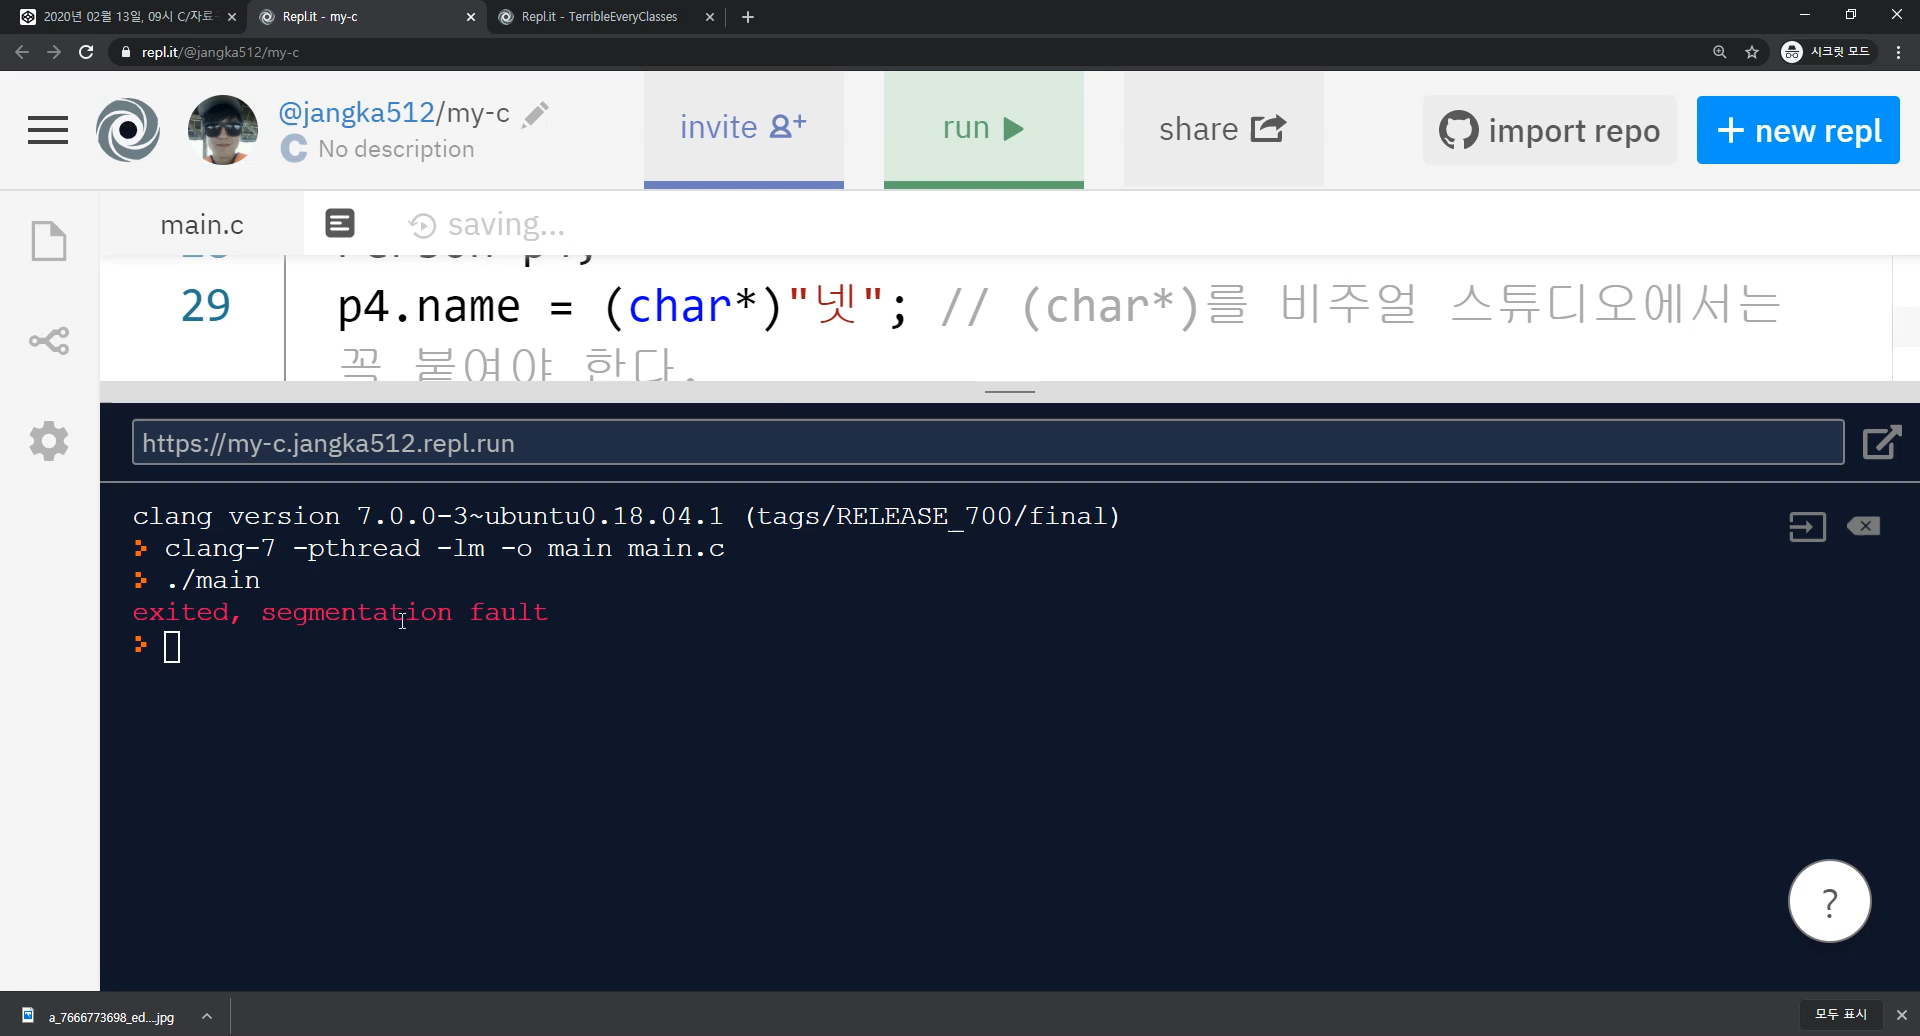 2020년 02월 13일, 09시 C/자료
Repl.it - my-c
Repl.it - TerribleEveryClasses
repl.it/@jangka512/my-c
시크릿 모드
@jangka512/my-c
C No description
invite
run
share
import repo
+ new repl
main.c
saving...
29 p4.name = (char*)"넷"; // (char*)를 비주얼 스튜디오에서는
꼭 붙여야 한다.
https://my-c.jangka512.repl.run
clang version 7.0.0-3~ubuntu0.18.04.1 (tags/RELEASE_700/final)
clang-7 -pthread -lm -o main main.c
./main
exited, segmentation fault
?
a_7666773698_ed....jpg
모두 표시